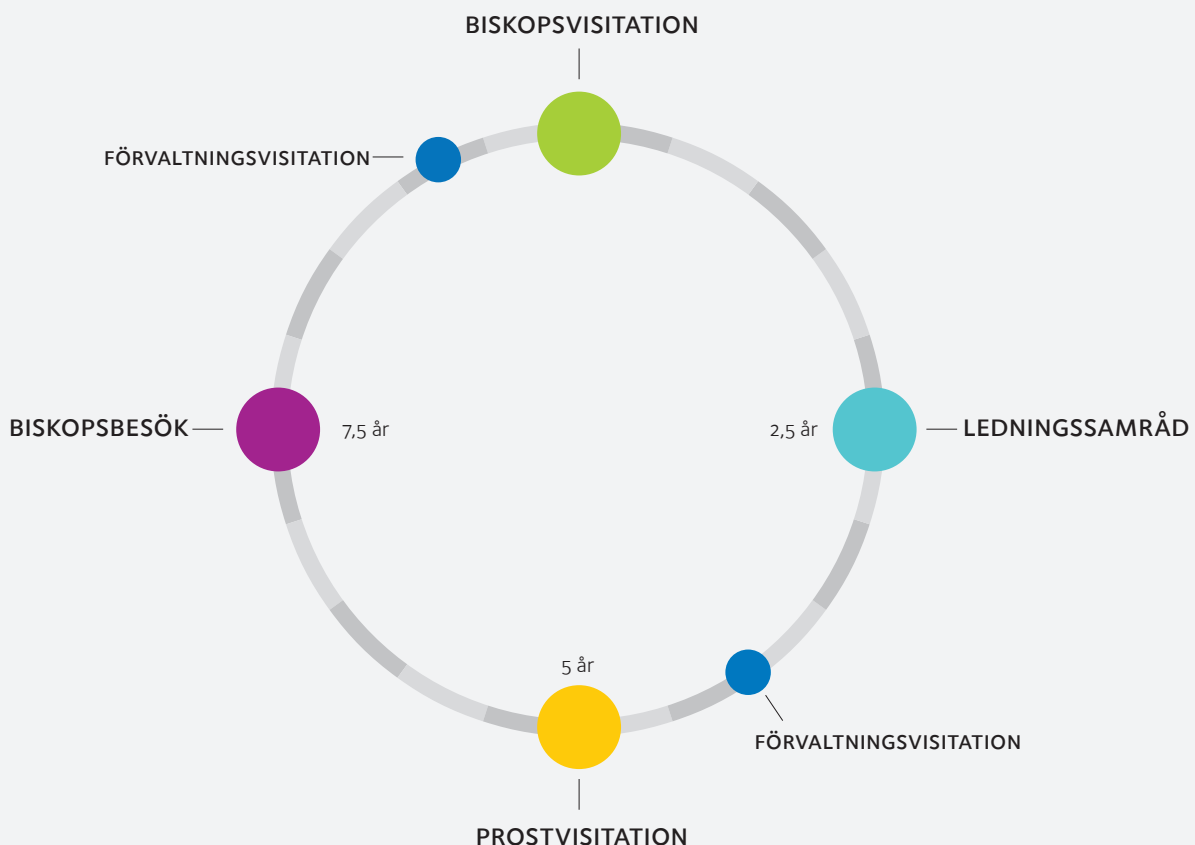 BISKOPSVISITATION
FÖRVALTNINGSVISITATION
BISKOPSBESÖK
7,5 år
2,5 år
LEDNINGSSAMRÅD
5 år
FÖRVALTNINGSVISITATION
PROSTVISITATION